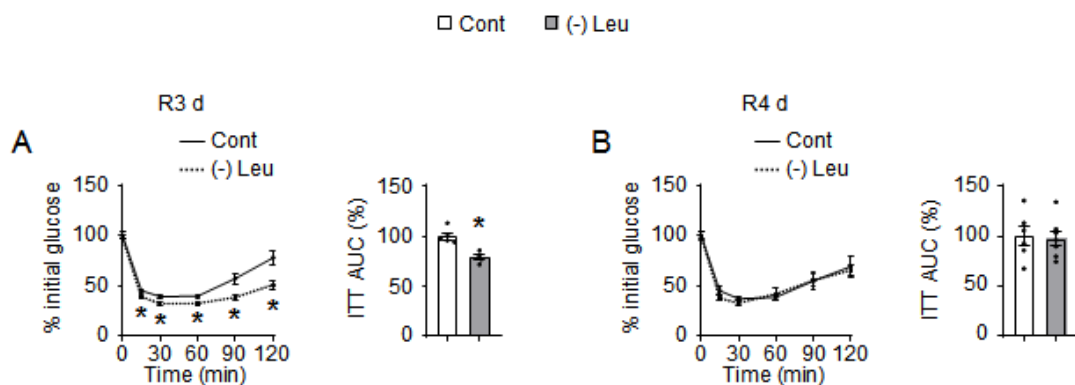 Cont (-) Leu
R3 d
R4 d
A
Cont
(-) Leu
B
Cont
(-) Leu
% initial glucose
150
100
50
0
* * * * *
0 30 60 90 120
Time (min)
ITT AUC (%)
150
100
50
0
*
% initial glucose
150
100
50
0
0 30 60 90 120
Time (min)
ITT AUC (%)
150
100
50
0